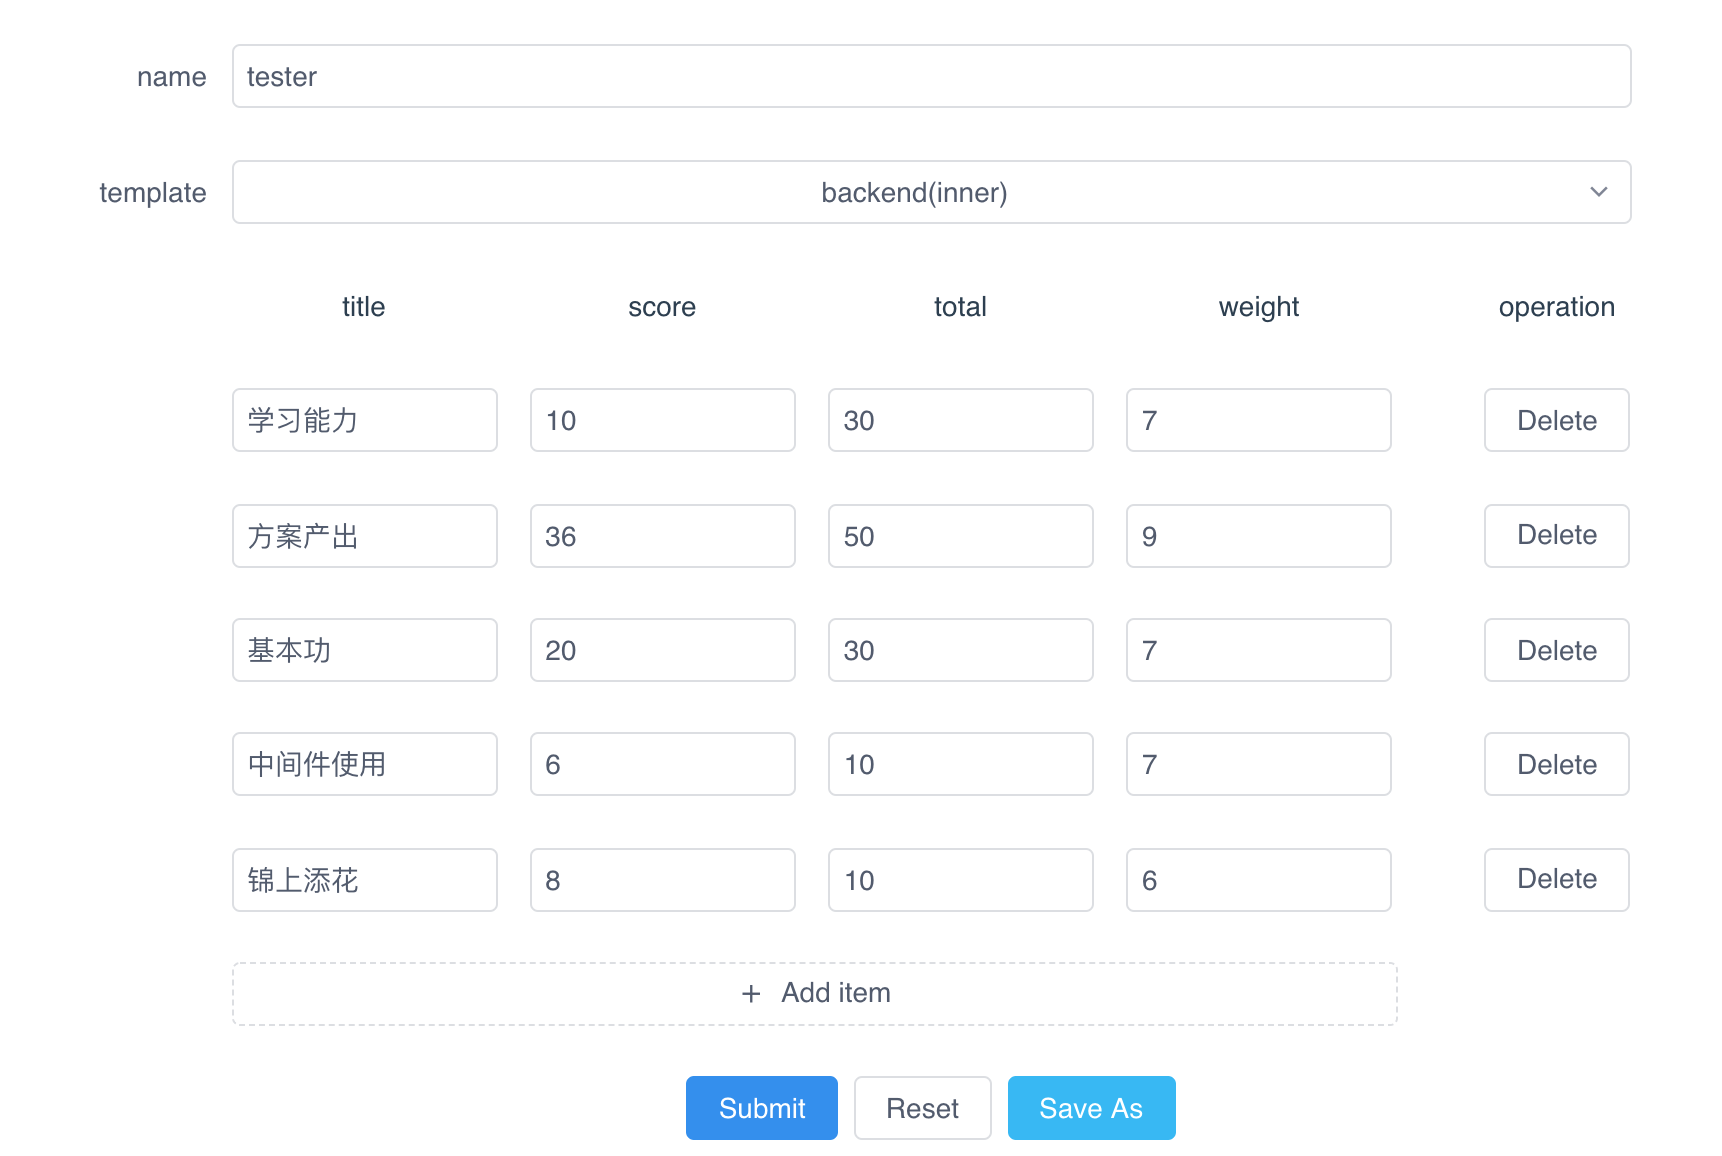 name tester
template backend(inner)
title score total weight operation
学习能力 10 30 7 Delete
方案产出 36 50 9 Delete
基本功 20 30 7 Delete
中间件使用 6 10 7 Delete
锦上添花 8 10 6 Delete
+ Add item
Submit Reset Save As